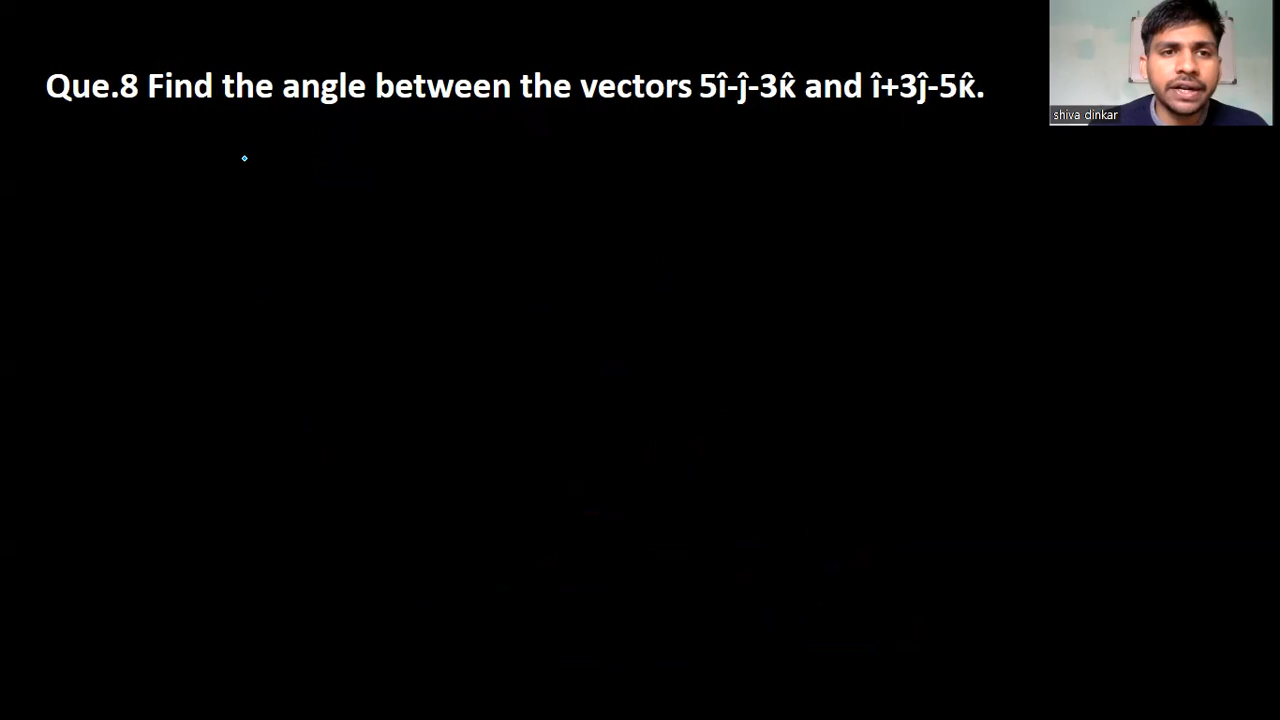 Que.8 Find the angle between the vectors 5î-ĵ-3k̂ and î+3ĵ-5k̂.
shiva dinkar